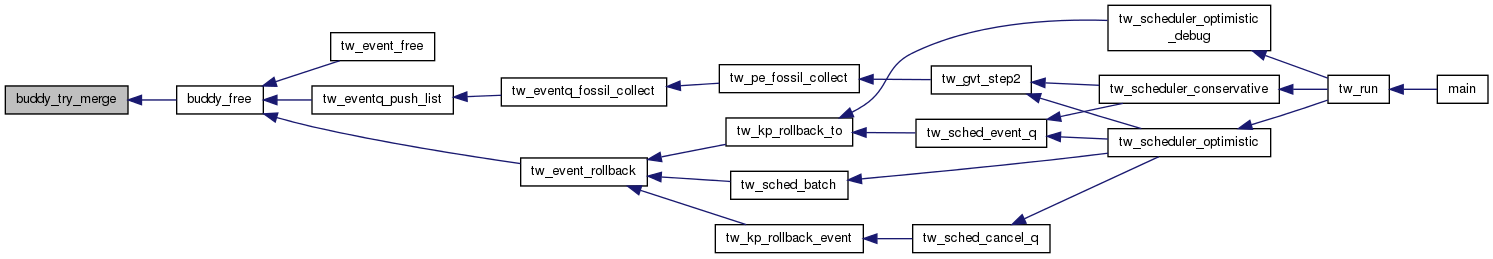 buddy_try_merge
buddy_free
tw_event_free
tw_eventq_push_list
tw_eventq_fossil_collect
tw_pe_fossil_collect
tw_gvt_step2
tw_event_rollback
tw_kp_rollback_to
tw_sched_batch
tw_kp_rollback_event
tw_sched_event_q
tw_sched_cancel_q
tw_scheduler_optimistic
_debug
tw_scheduler_conservative
tw_scheduler_optimistic
tw_run
main